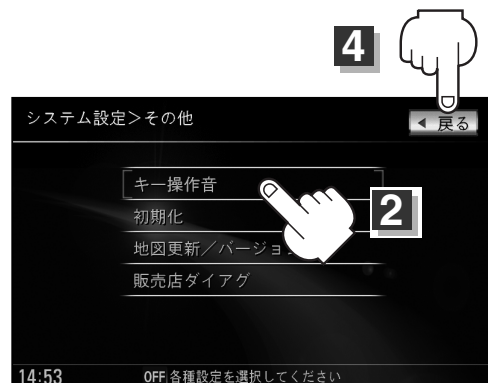 4
システム設定＞その他
◀ 戻る
キー操作音
2
初期化
地図更新／バージョ
販売店ダイアグ
14:53 OFF 各種設定を選択してください